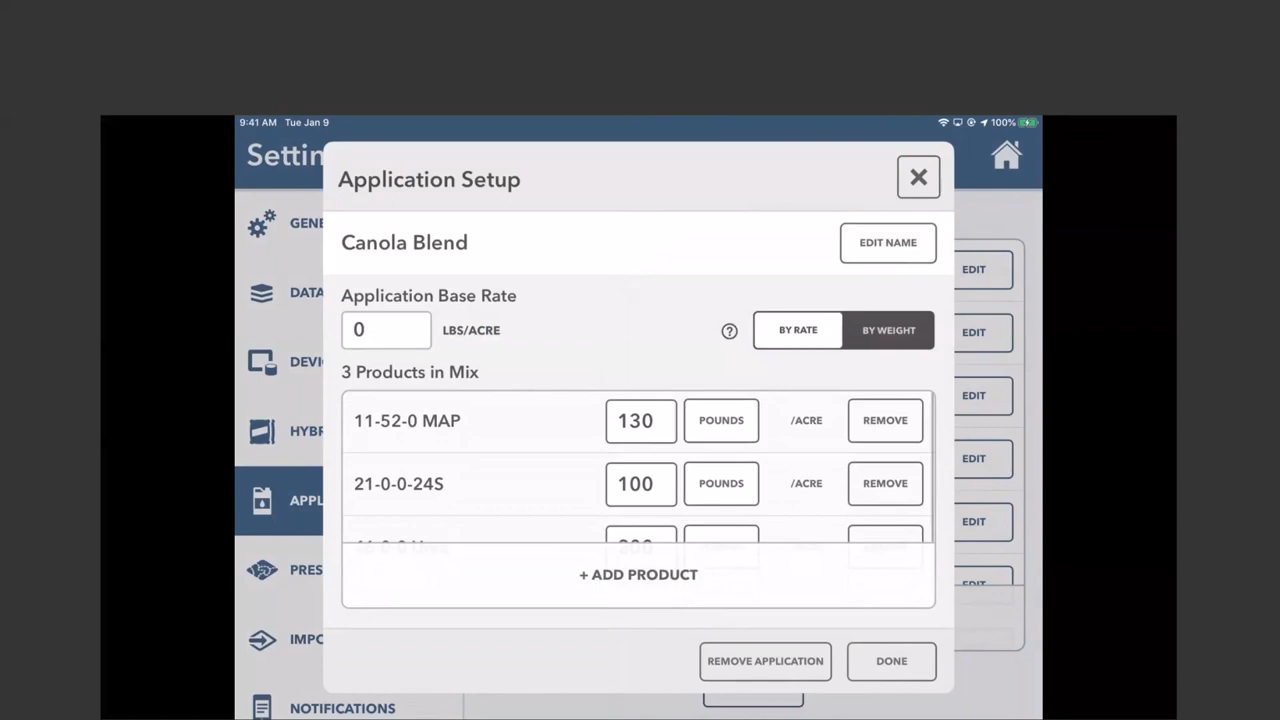 9:41 AM Tue Jan 9
100%
Settin
Application Setup
GENE
Canola Blend
EDIT NAME
EDIT
DATA
Application Base Rate
0 LBS/ACRE
BY RATE BY WEIGHT
EDIT
DEVI
3 Products in Mix
EDIT
11-52-0 MAP 130 POUNDS /ACRE REMOVE
HYBR
EDIT
21-0-0-24S 100 POUNDS /ACRE REMOVE
APPL
EDIT
+ ADD PRODUCT
PRES
EDIT
IMPO
REMOVE APPLICATION
DONE
NOTIFICATIONS